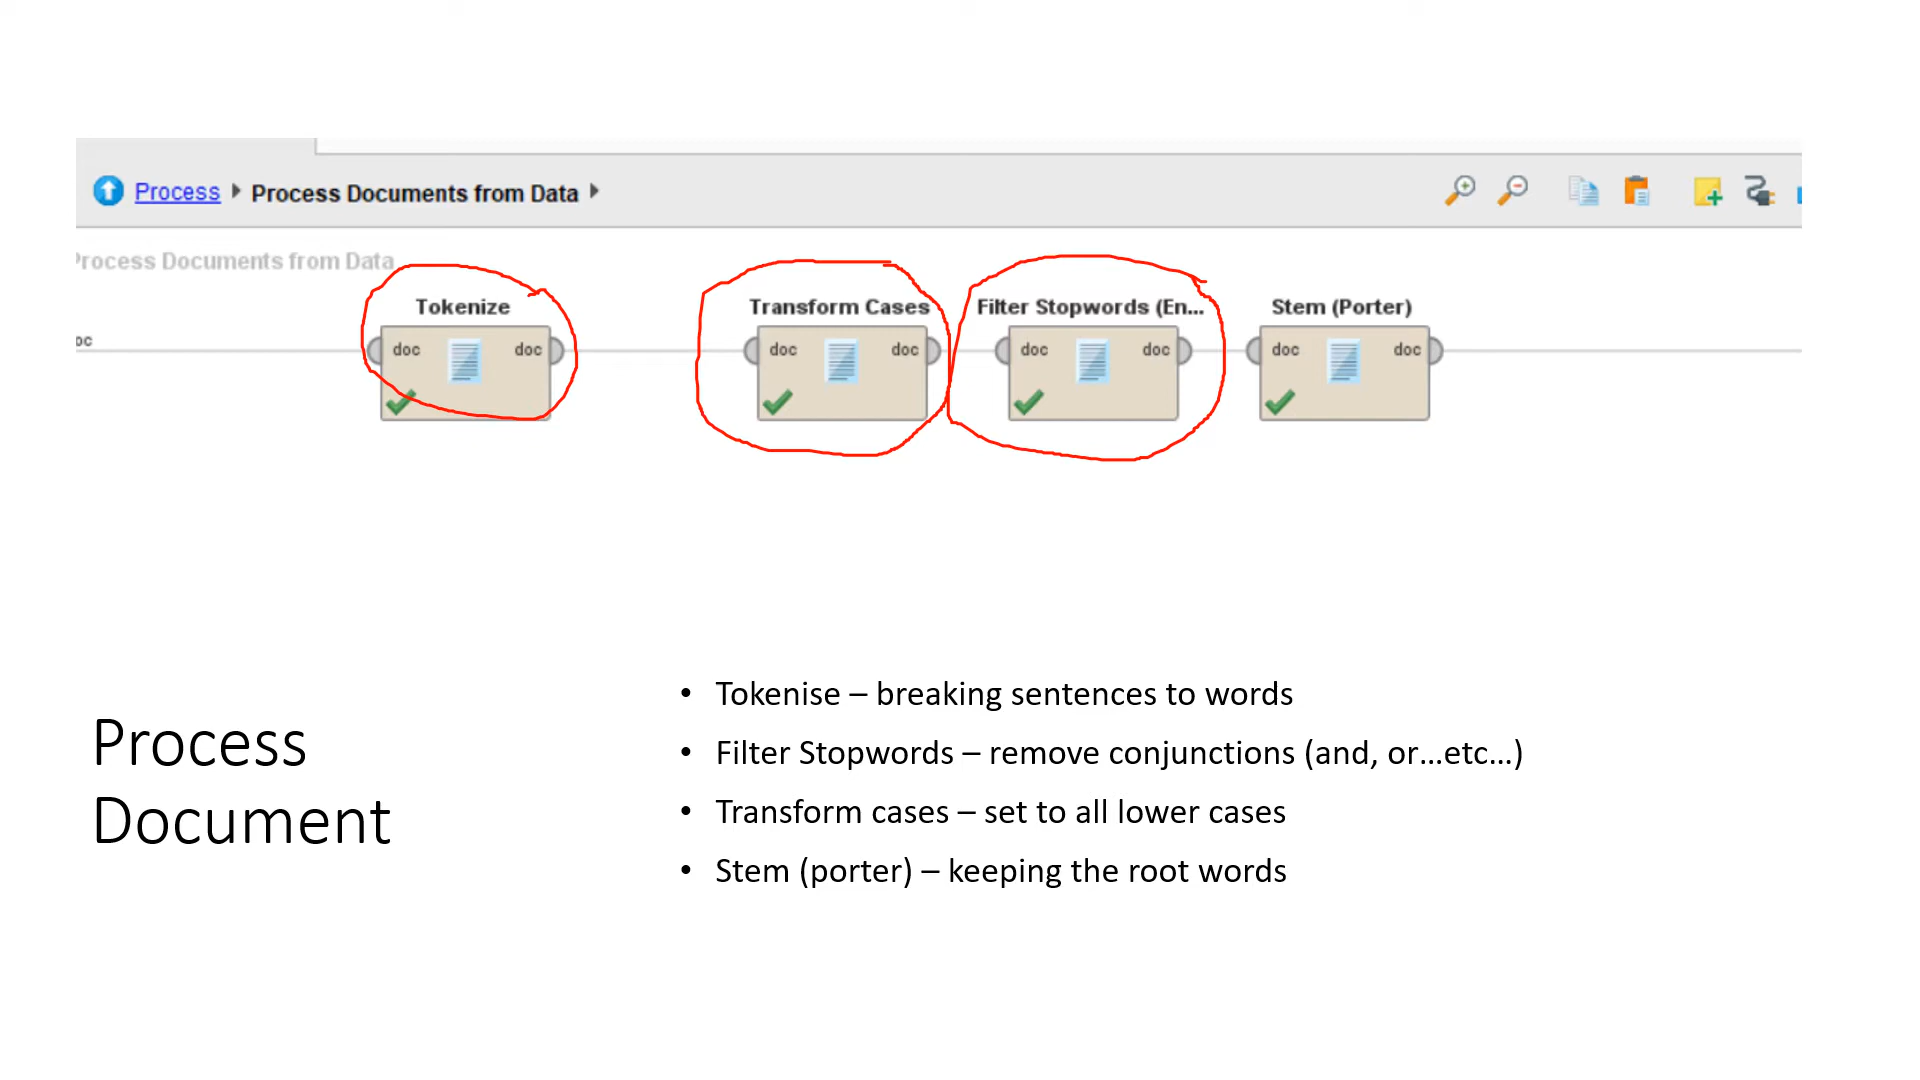 Process Process Documents from Data
Process Documents from Data
oc
Tokenize
doc doc
Transform Cases
doc doc
Filter Stopwords (En...
doc doc
Stem (Porter)
doc doc
Process
Document
• Tokenise – breaking sentences to words
• Filter Stopwords – remove conjunctions (and, or…etc…)
• Transform cases – set to all lower cases
• Stem (porter) – keeping the root words